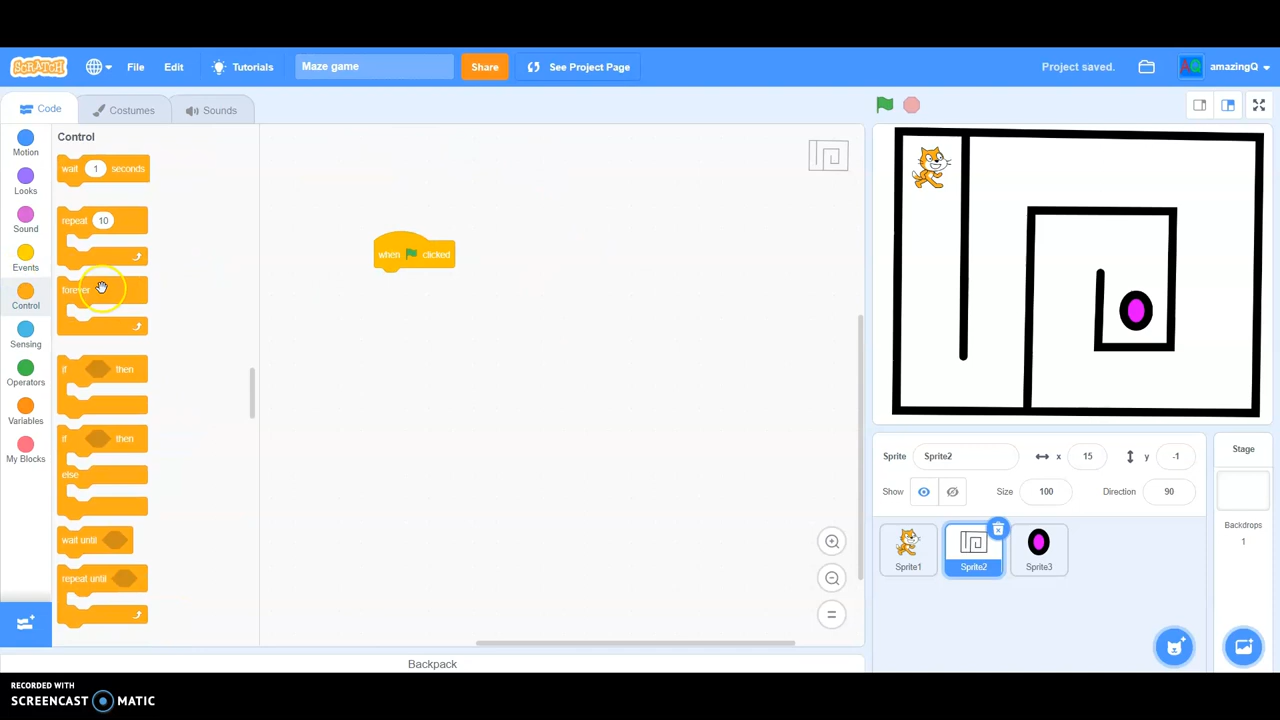 SCRATCH File Edit Tutorials Maze game Share See Project Page Project saved. AQ amazingQ
Code Costumes Sounds
Control
Motion
Looks
Sound
Events
Control
Sensing
Operators
Variables
My Blocks
wait 1 seconds
repeat 10
forever
if then
if then
else
wait until
repeat until
when clicked
Sprite Sprite2 x 15 y -1
Show Size 100 Direction 90
Sprite1 Sprite2 Sprite3
Stage
Backdrops
1
Backpack
RECORDED WITH
SCREENCAST MATIC